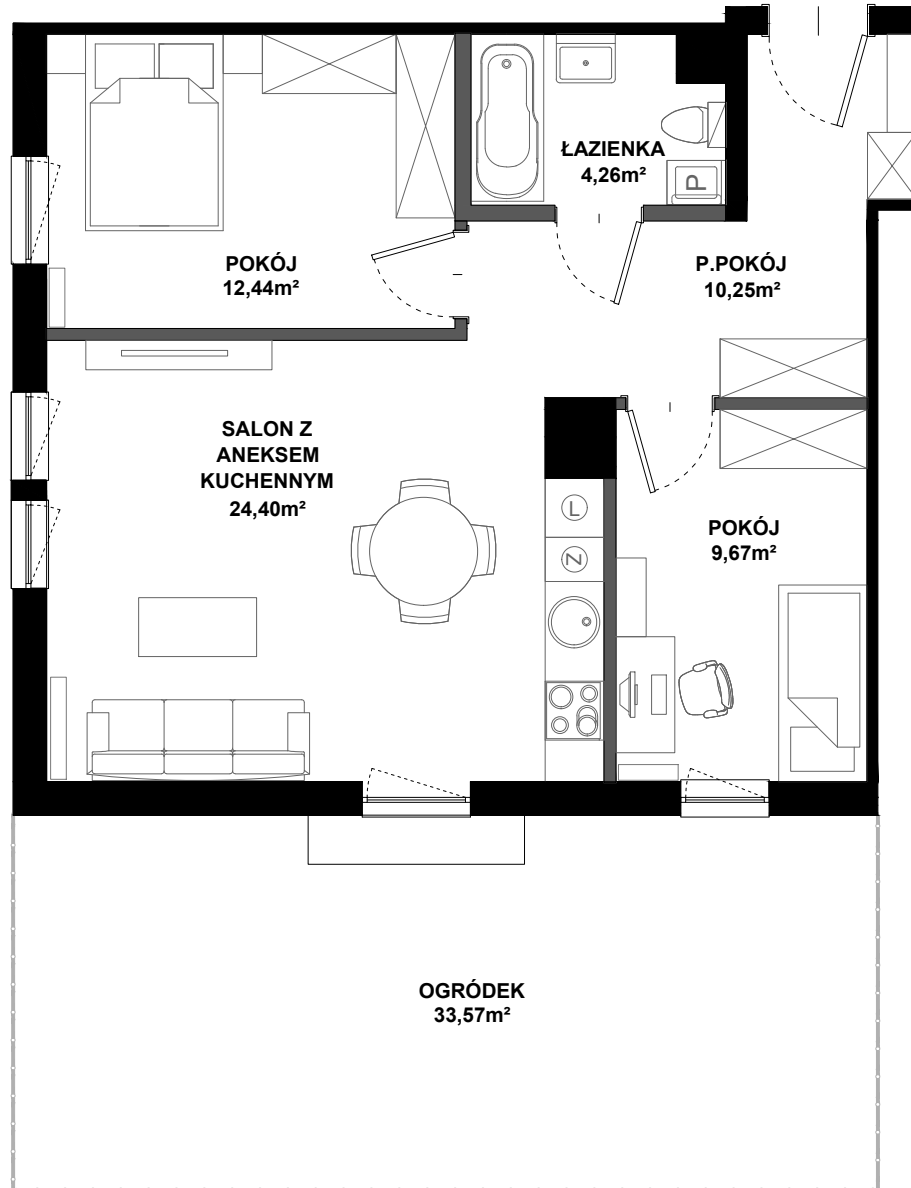 ŁAZIENKA
4,26m²
P
POKÓJ
12,44m²
P.POKÓJ
10,25m²
SALON Z
ANEKSEM
KUCHENNYM
24,40m²
L
Z
POKÓJ
9,67m²
OGRÓDEK
33,57m²